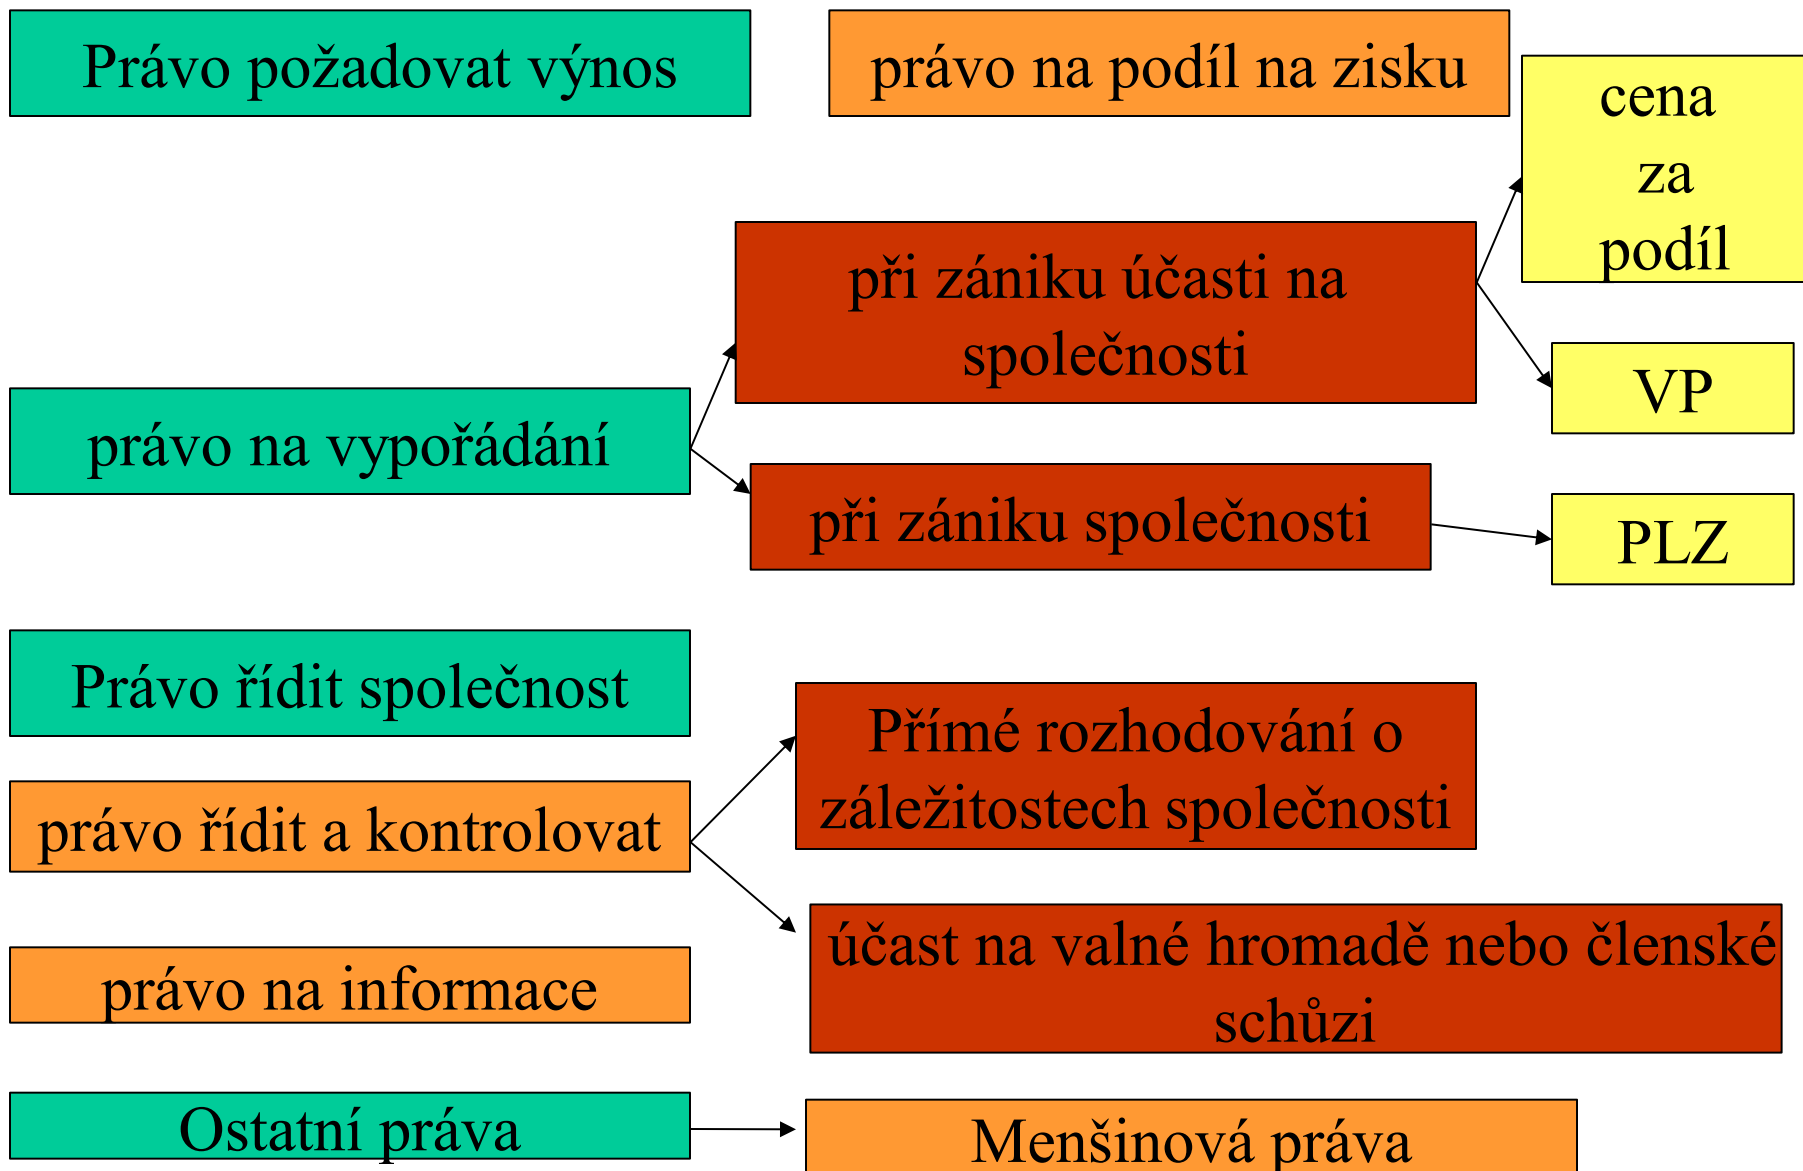 Právo požadovat výnos
právo na podíl na zisku
cena
za
podíl
při zániku účasti na
společnosti
VP
právo na vypořádání
při zániku společnosti
PLZ
Právo řídit společnost
Přímé rozhodování o
záležitostech společnosti
právo řídit a kontrolovat
účast na valné hromadě nebo členské
schůzi
právo na informace
Ostatní práva
Menšinová práva